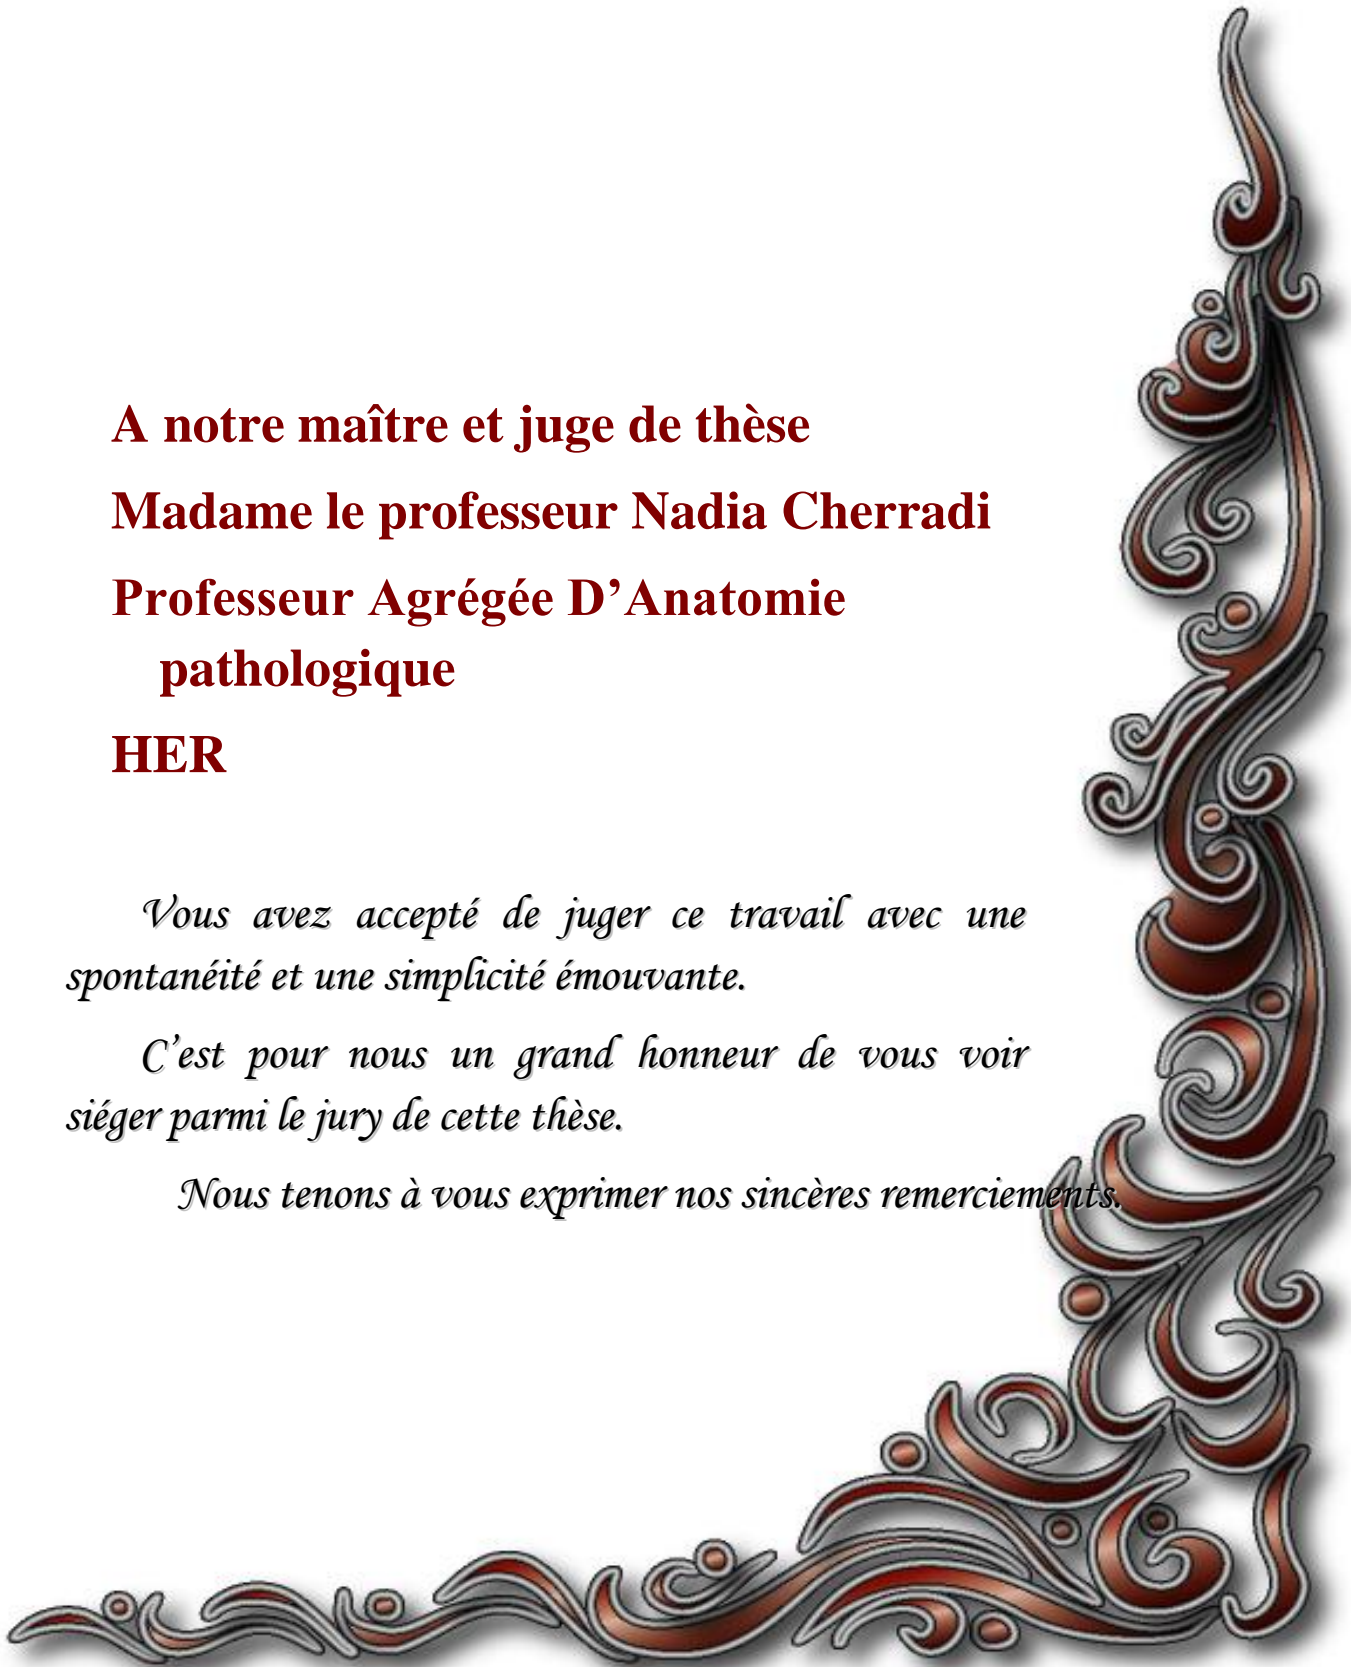 A notre maître et juge de thèse
Madame le professeur Nadia Cherradi
Professeur Agrégée D’Anatomie
pathologique
HER
Vous avez accepté de juger ce travail avec une
spontanéité et une simplicité émouvante.
C’est pour nous un grand honneur de vous voir
siéger parmi le jury de cette thèse.
Nous tenons à vous exprimer nos sincères remerciements.